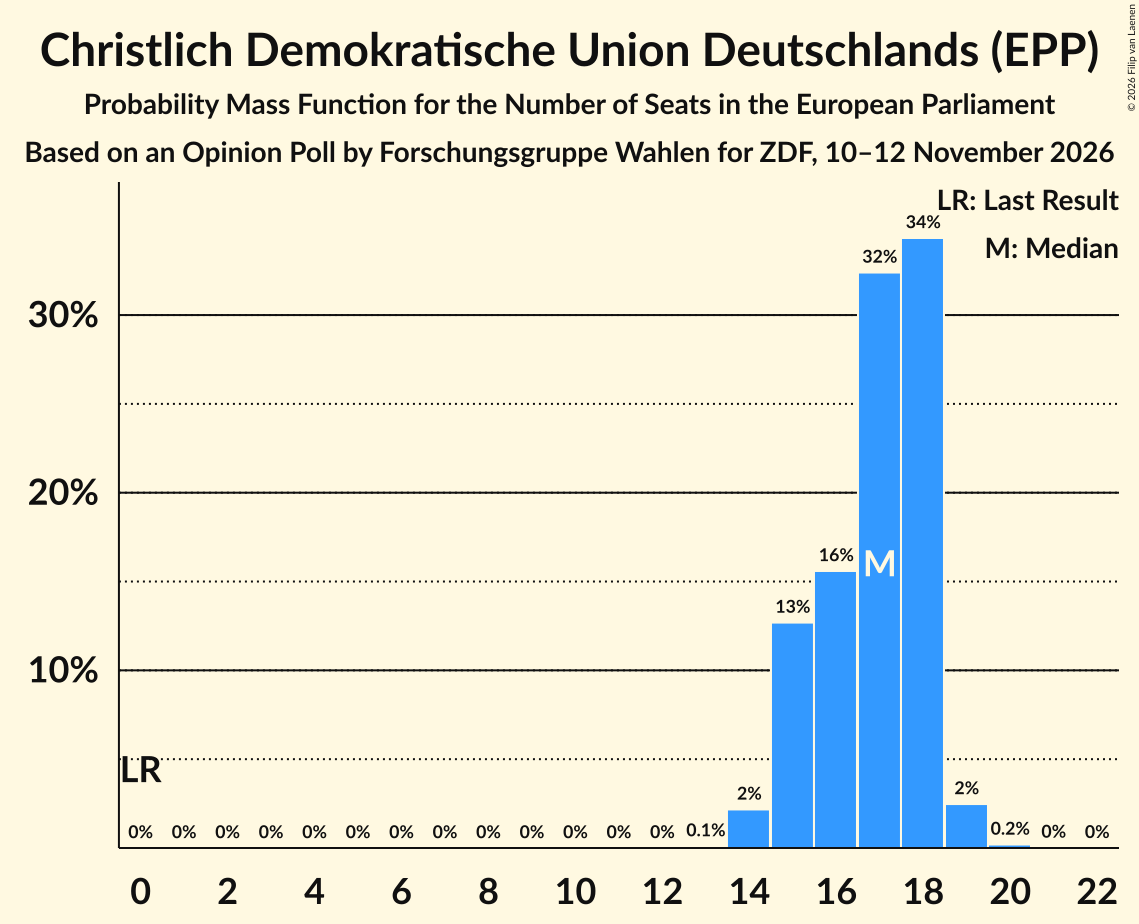 Christlich Demokratische Union Deutschlands (EPP)
Probability Mass Function for the Number of Seats in the European Parliament
Based on an Opinion Poll by Forschungsgruppe Wahlen for ZDF, 10–12 November 2026
© 2026 Filip van Laenen
LR: Last Result
M: Median
30%
20%
10%
LR
0% 0% 0% 0% 0% 0% 0% 0% 0% 0% 0% 0% 0% 0.1% 2% 13% 16% 32% 34% 2% 0.2% 0% 0%
M
0 2 4 6 8 10 12 14 16 18 20 22